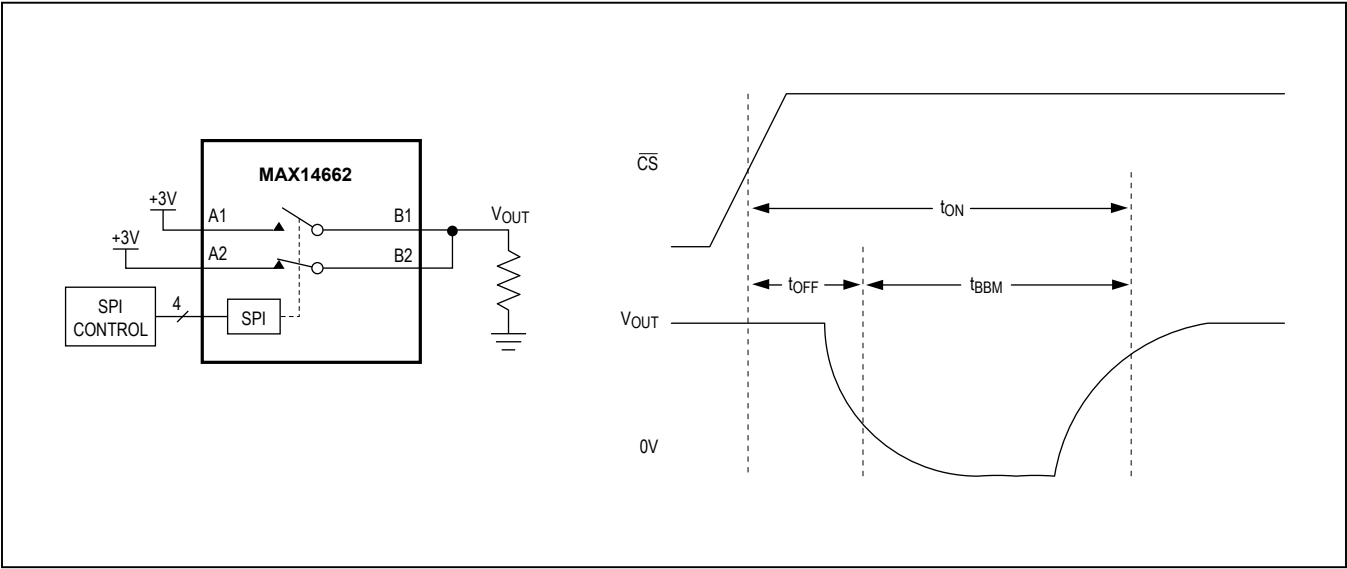 MAX14662
+3V
A1
B1
VOUT
+3V
A2
B2
SPI
CONTROL
4
SPI
CS
tON
tOFF
tBBM
VOUT
0V